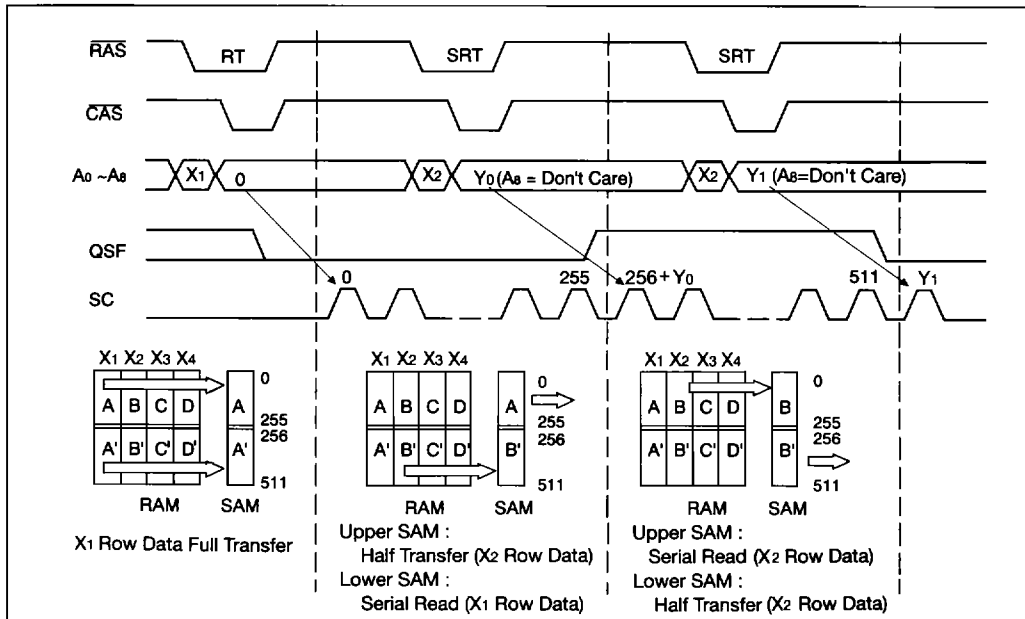 RAS RT SRT SRT
CAS
A0 ~A8 X1 0 X2 Y0 (A8 = Don't Care) X2 Y1 (A8=Don't Care)
QSF
SC 0 255 256+Y0 511 Y1
X1 X2 X3 X4 X1 X2 X3 X4 X1 X2 X3 X4
0 0 0
A B C D A A B C D A A B C D B
255 255 255
256 256 256
A' B' C' D' A' A' B' C' D' B' A' B' C' D' B'
511 511 511
RAM SAM RAM SAM RAM SAM
X1 Row Data Full Transfer
Upper SAM :
Half Transfer (X2 Row Data)
Lower SAM :
Serial Read (X1 Row Data)
Upper SAM :
Serial Read (X2 Row Data)
Lower SAM :
Half Transfer (X2 Row Data)